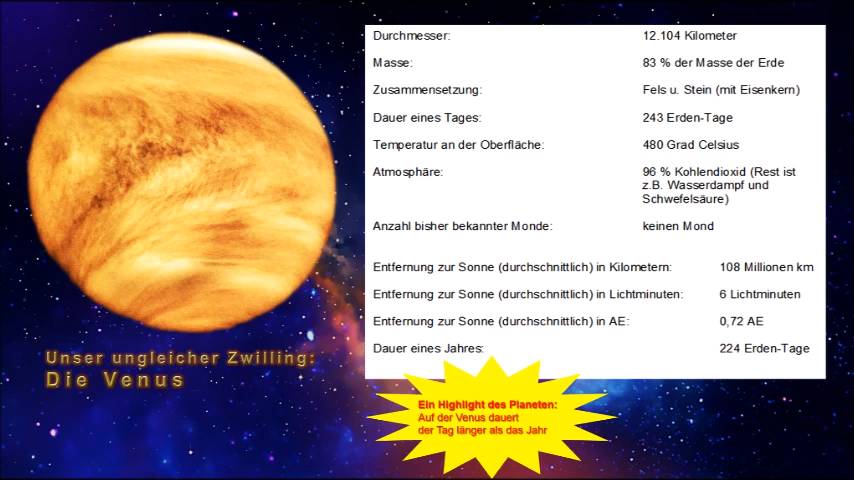 Durchmesser: 12.104 Kilometer
Masse: 83 % der Masse der Erde
Zusammensetzung: Fels u. Stein (mit Eisenkern)
Dauer eines Tages: 243 Erden-Tage
Temperatur an der Oberfläche: 480 Grad Celsius
Atmosphäre: 96 % Kohlendioxid (Rest ist
z.B. Wasserdampf und
Schwefelsäure)
Anzahl bisher bekannter Monde: keinen Mond
Entfernung zur Sonne (durchschnittlich) in Kilometern: 108 Millionen km
Entfernung zur Sonne (durchschnittlich) in Lichtminuten: 6 Lichtminuten
Entfernung zur Sonne (durchschnittlich) in AE: 0,72 AE
Dauer eines Jahres: 224 Erden-Tage
Unser ungleicher Zwilling:
Die Venus
Ein Highlight des Planeten:
Auf der Venus dauert
der Tag länger als das Jahr